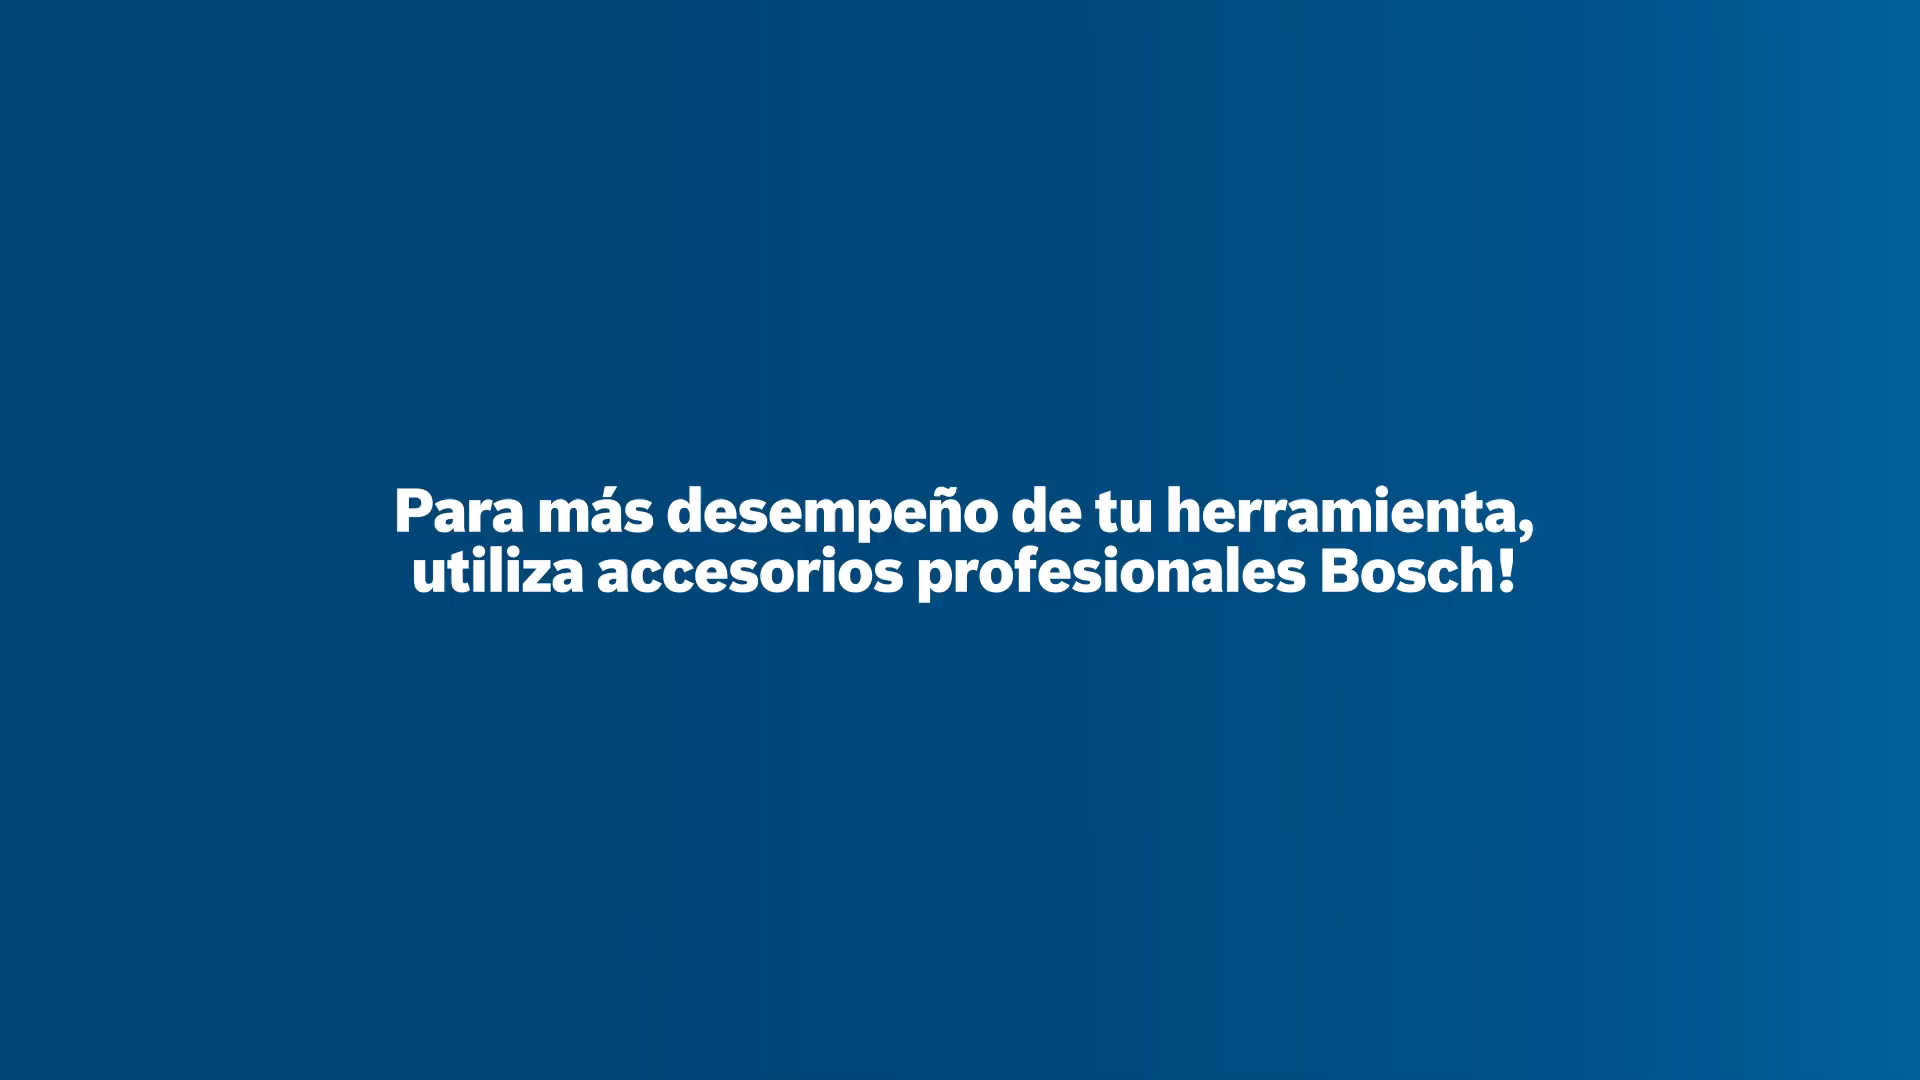 Para más desempeño de tu herramienta,
utiliza accesorios profesionales Bosch!